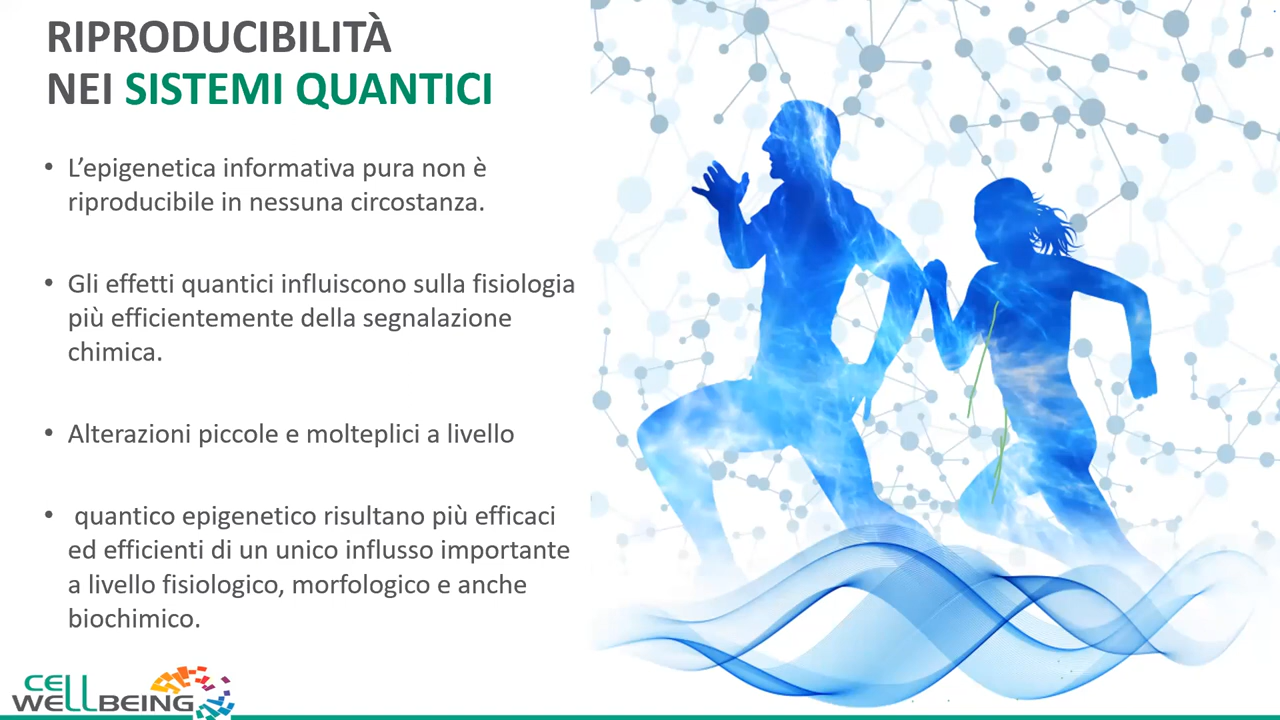 RIPRODUCIBILITÀ
NEI SISTEMI QUANTICI
• L’epigenetica informativa pura non è
riproducibile in nessuna circostanza.
• Gli effetti quantici influiscono sulla fisiologia
più efficientemente della segnalazione
chimica.
• Alterazioni piccole e molteplici a livello
• quantico epigenetico risultano più efficaci
ed efficienti di un unico influsso importante
a livello fisiologico, morfologico e anche
biochimico.
CELL
WELLBEING